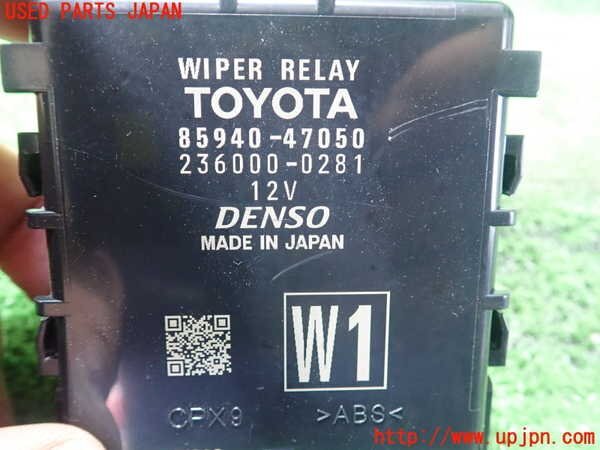 USED PARTS JAPAN
WIPER RELAY
TOYOTA
85940-47050
236000-0281
12V
DENSO
MADE IN JAPAN
W1
CPX9 >ABS<
http://www.upjpn.com